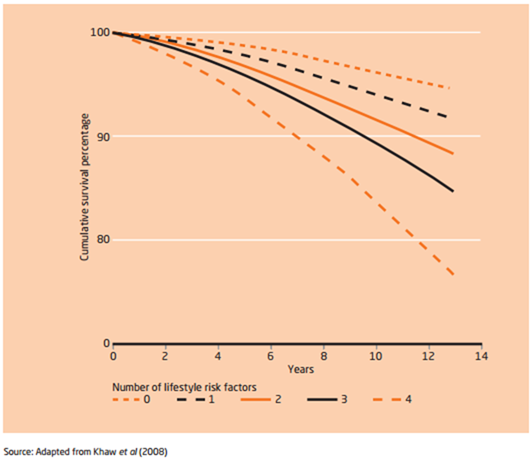 100
90
80
0
Cumulative survival percentage
0 2 4 6 8 10 12 14
Years
Number of lifestyle risk factors
0 1 2 3 4
Source: Adapted from Khaw et al (2008)